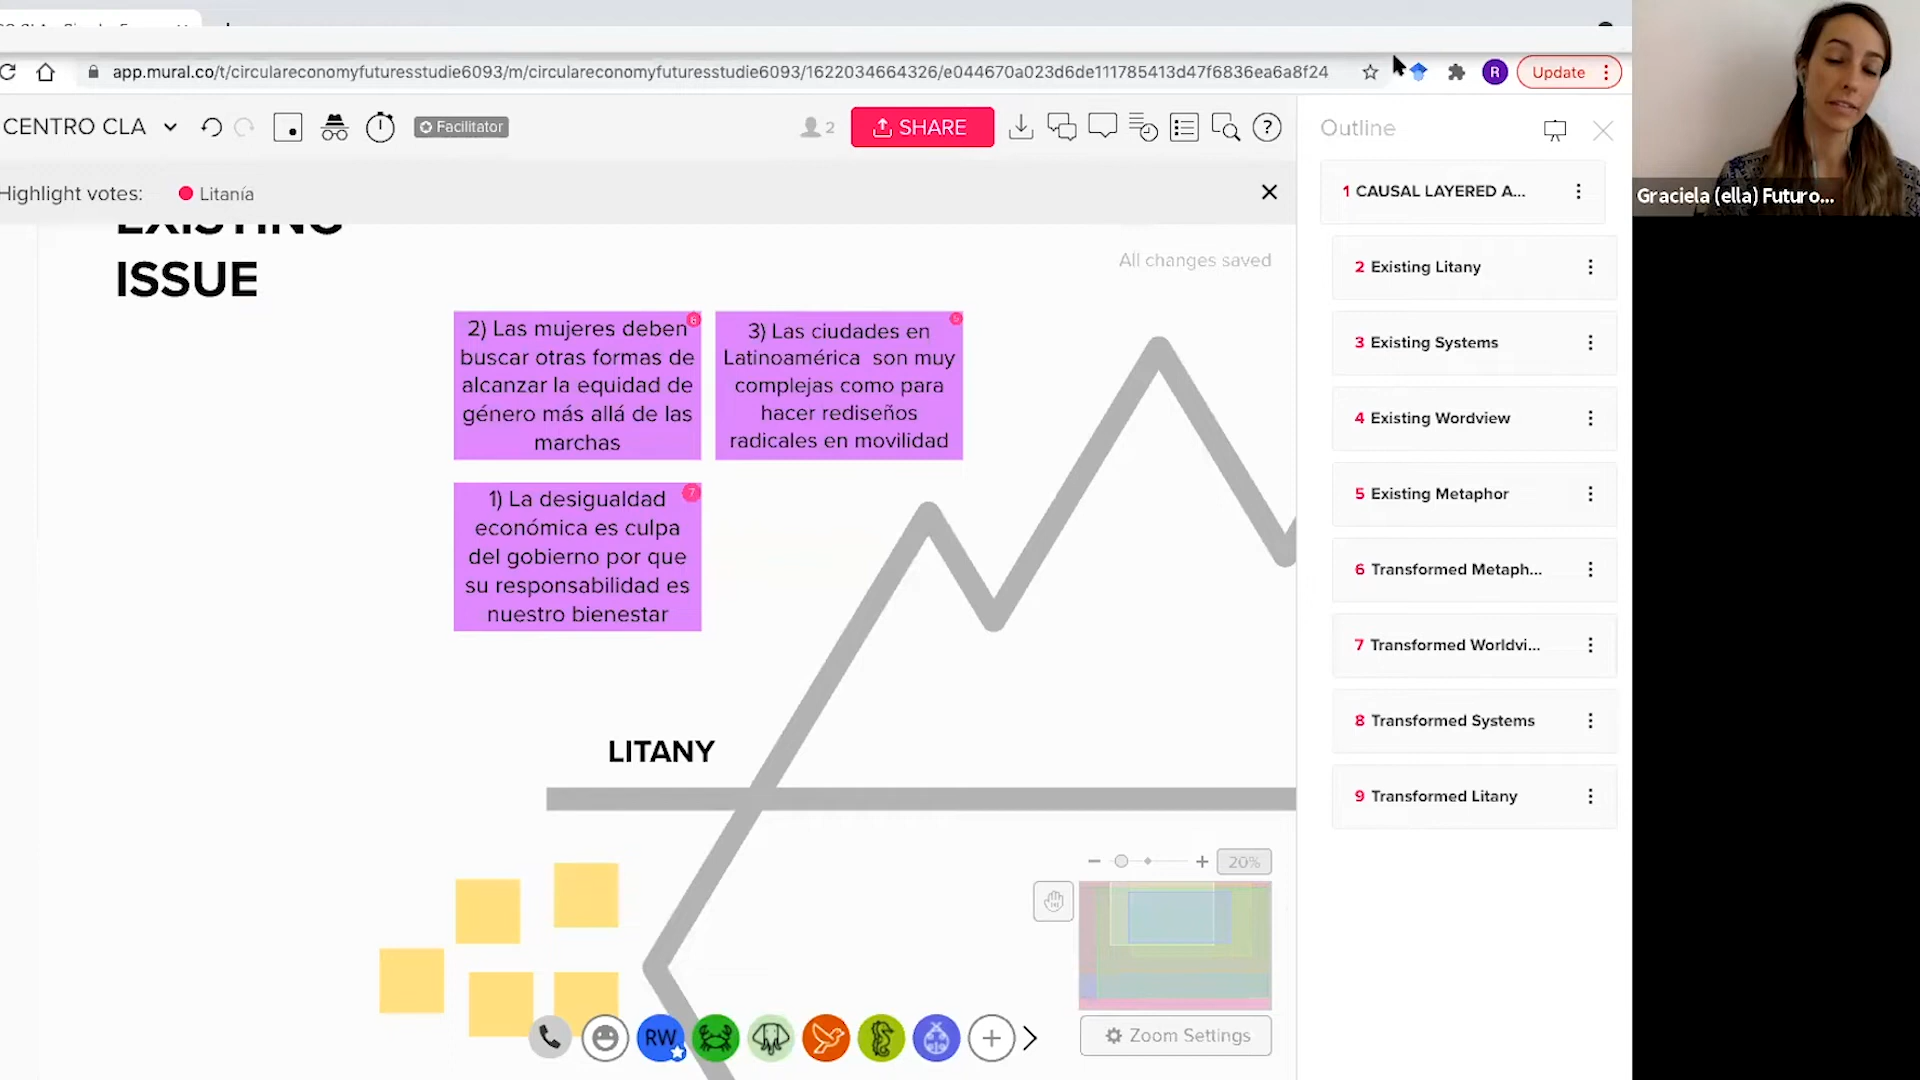 app.mural.co/t/circulareconomyfuturesstudie6093/m/circulareconomyfuturesstudie6093/1622034664326/e044670a023d6de111785413d47f6836ea6a8f24
R
Update
CENTRO CLA
Facilitator
2
SHARE
?
Highlight votes:
Litanía
EXISTING
ISSUE
All changes saved
2) Las mujeres deben
buscar otras formas de
alcanzar la equidad de
género más allá de las
marchas
6
3) Las ciudades en
Latinoamérica son muy
complejas como para
hacer rediseños
radicales en movilidad
5
1) La desigualdad
económica es culpa
del gobierno por que
su responsabilidad es
nuestro bienestar
7
LITANY
20%
Zoom Settings
RW
Outline
1 CAUSAL LAYERED A...
2 Existing Litany
3 Existing Systems
4 Existing Wordview
5 Existing Metaphor
6 Transformed Metaph...
7 Transformed Worldvi...
8 Transformed Systems
9 Transformed Litany
Graciela (ella) Futuro...